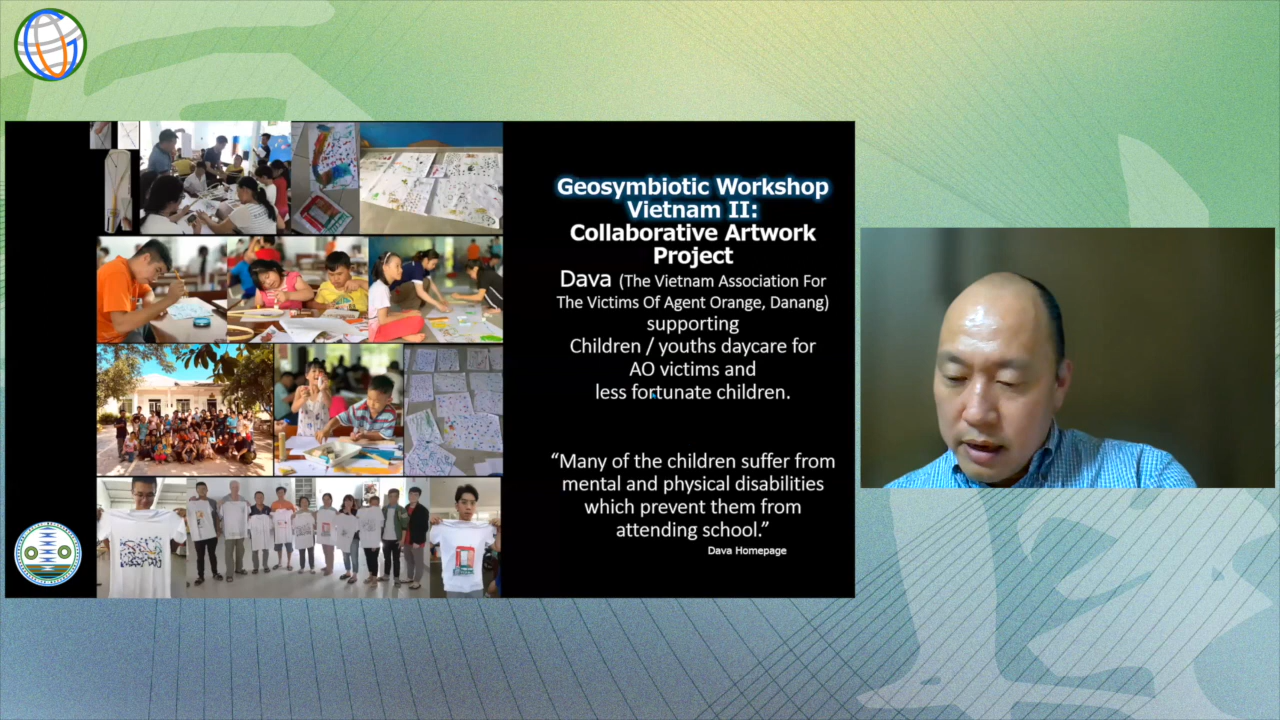 Geosymbiotic Workshop
Vietnam II:
Collaborative Artwork
Project
Dava (The Vietnam Association For
The Victims Of Agent Orange, Danang)
supporting
Children / youths daycare for
AO victims and
less fortunate children.
“Many of the children suffer from
mental and physical disabilities
which prevent them from
attending school.”
Dava Homepage